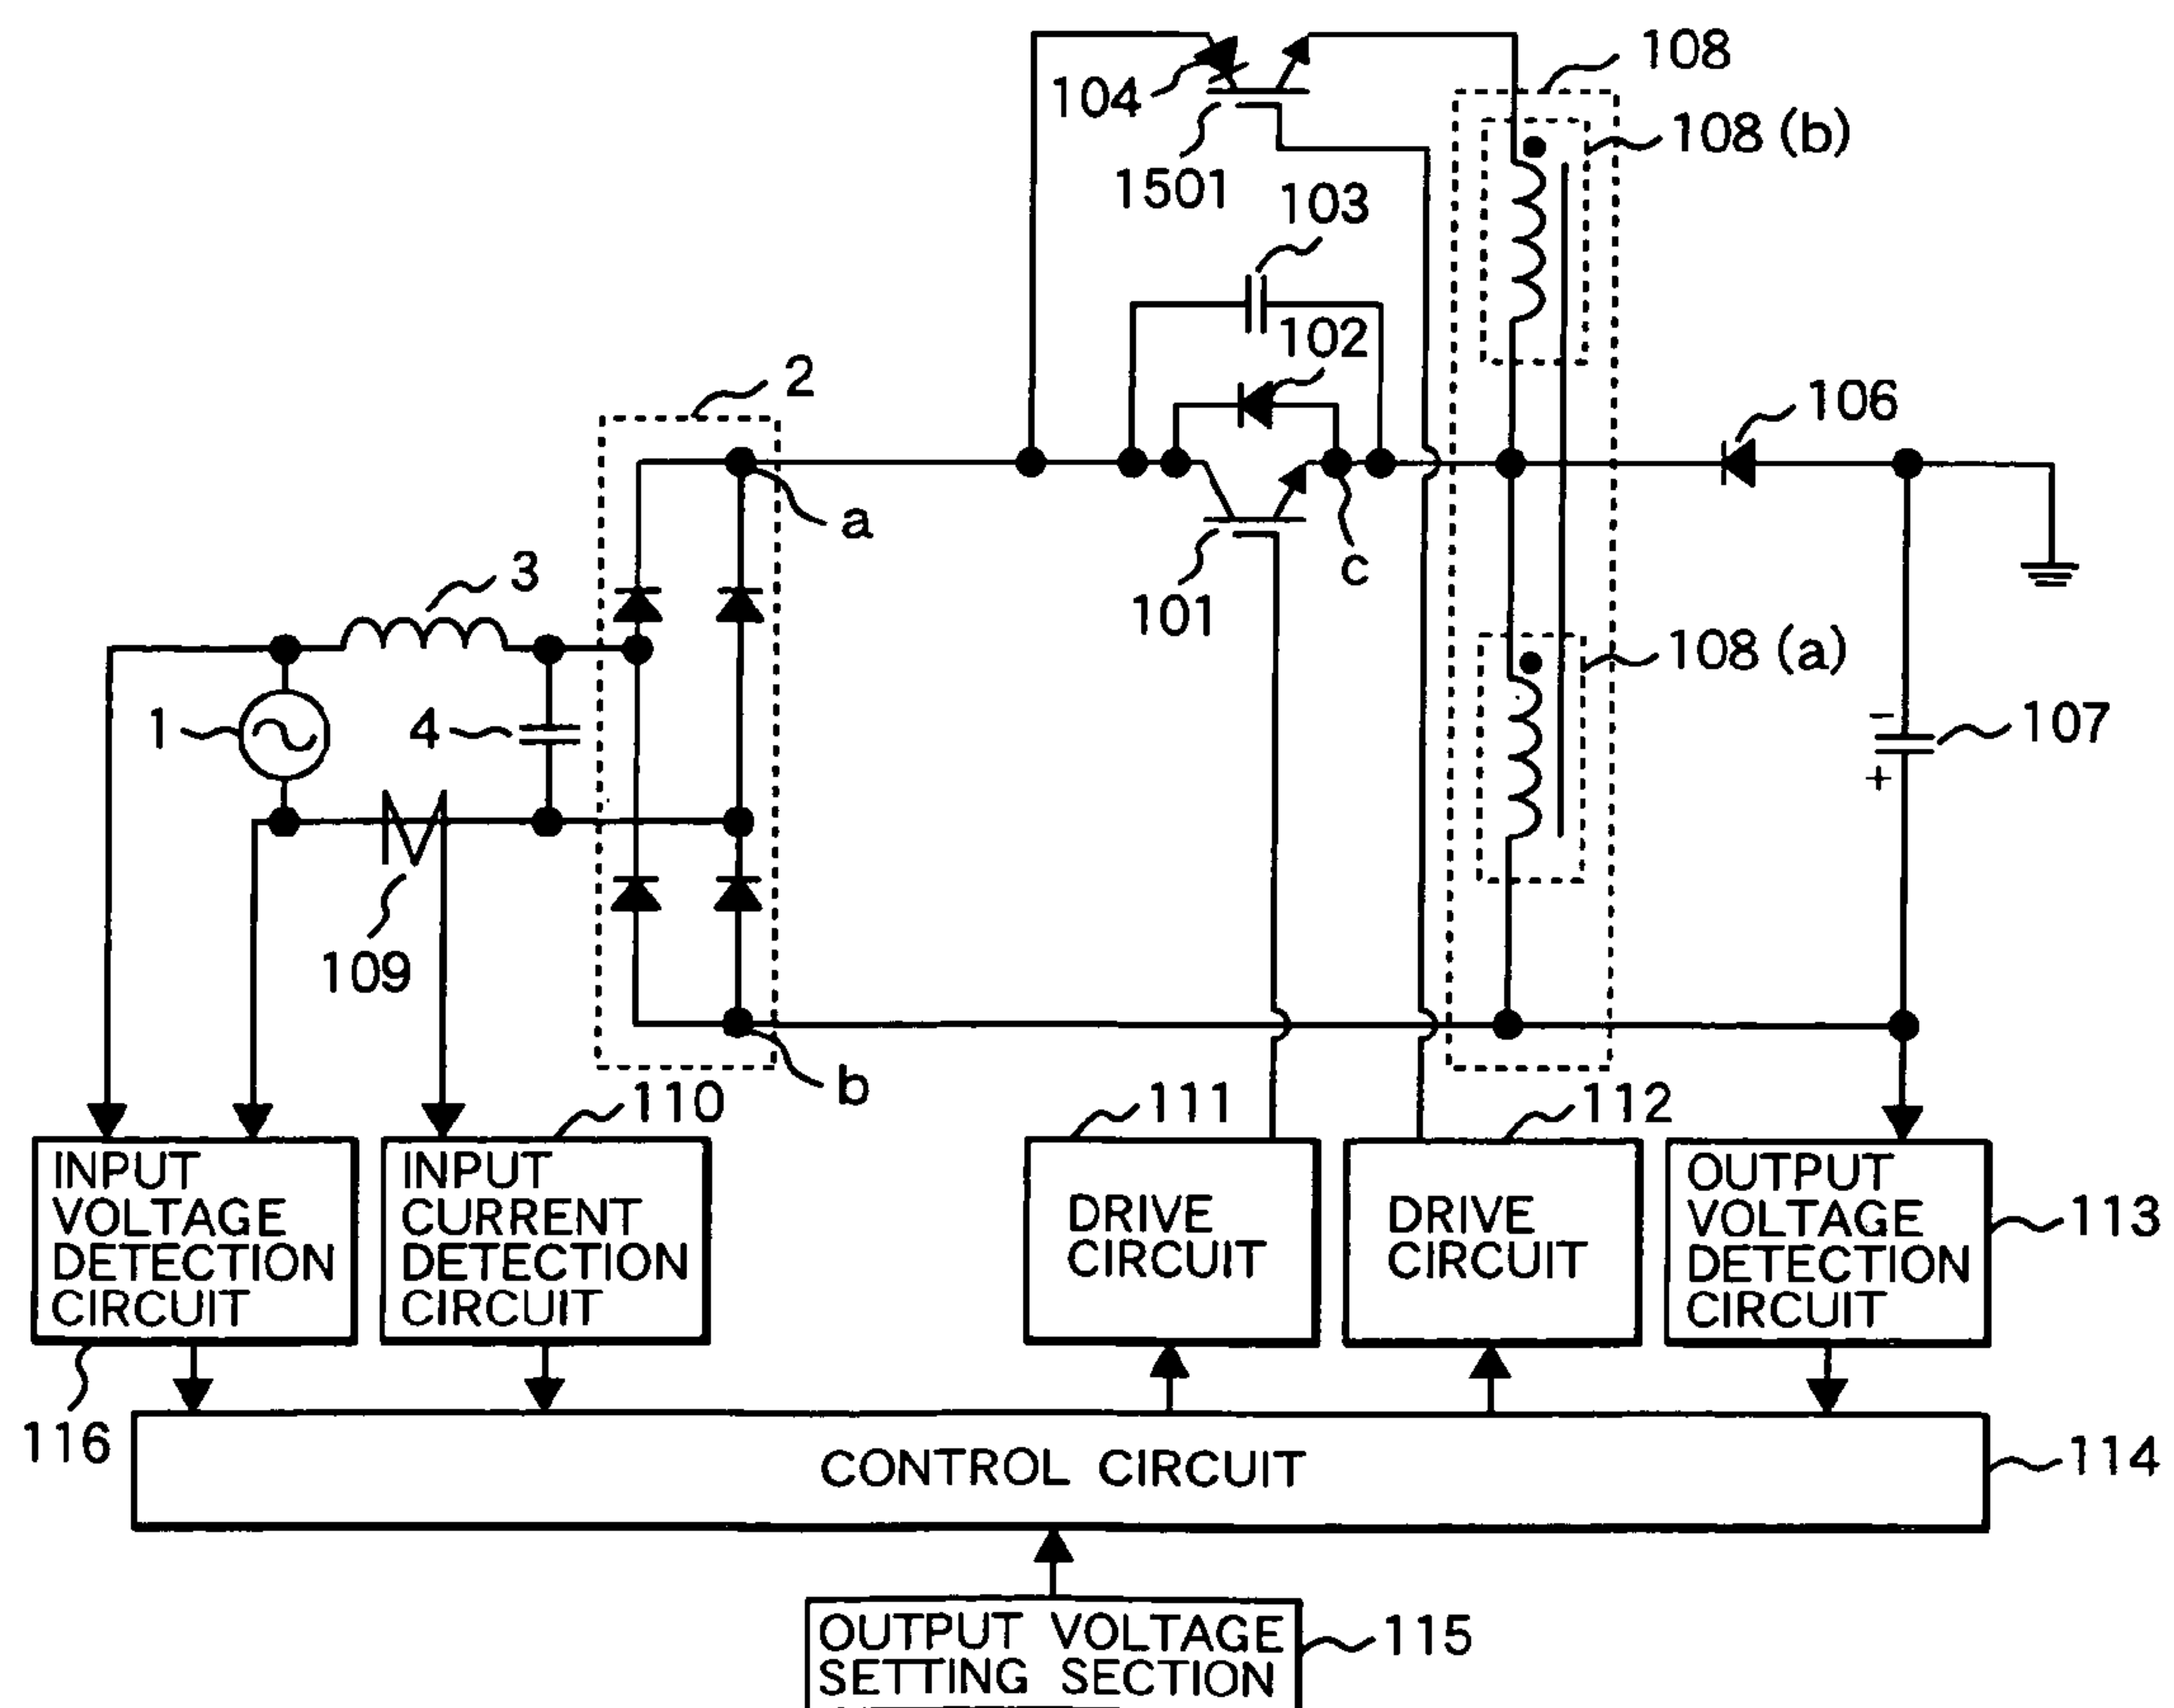 108
104
108 (b)
1501
103
102
2
106
a
3
c
101
108 (a)
1
4
−
107
+
109
b
110
111
112
INPUT
VOLTAGE
DETECTION
CIRCUIT
INPUT
CURRENT
DETECTION
CIRCUIT
DRIVE
CIRCUIT
DRIVE
CIRCUIT
OUTPUT
VOLTAGE
DETECTION
CIRCUIT
113
116
CONTROL CIRCUIT
114
OUTPUT VOLTAGE
SETTING SECTION
115